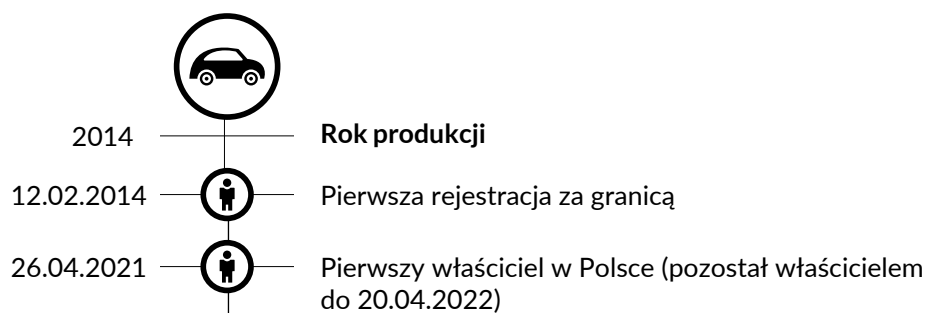 2014 Rok produkcji
12.02.2014 Pierwsza rejestracja za granicą
26.04.2021 Pierwszy właściciel w Polsce (pozostał właścicielem
do 20.04.2022)